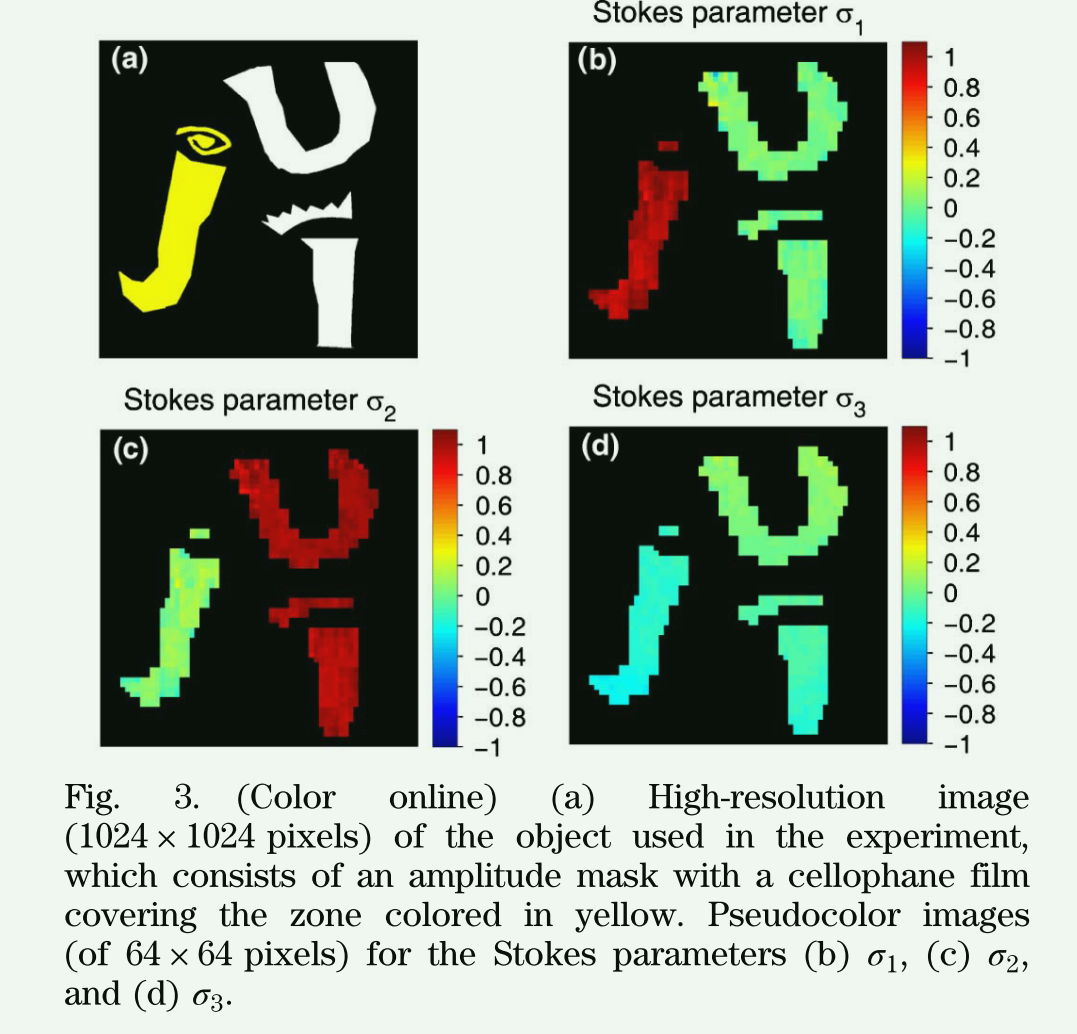 Stokes parameter σ1
(a)
(b)
1
0.8
0.6
0.4
0.2
0
−0.2
−0.4
−0.6
−0.8
−1
Stokes parameter σ2
Stokes parameter σ3
(c)
1
0.8
0.6
0.4
0.2
0
−0.2
−0.4
−0.6
−0.8
−1
(d)
1
0.8
0.6
0.4
0.2
0
−0.2
−0.4
−0.6
−0.8
−1
Fig. 3. (Color online) (a) High-resolution image
(1024 × 1024 pixels) of the object used in the experiment,
which consists of an amplitude mask with a cellophane film
covering the zone colored in yellow. Pseudocolor images
(of 64 × 64 pixels) for the Stokes parameters (b) σ1, (c) σ2,
and (d) σ3.